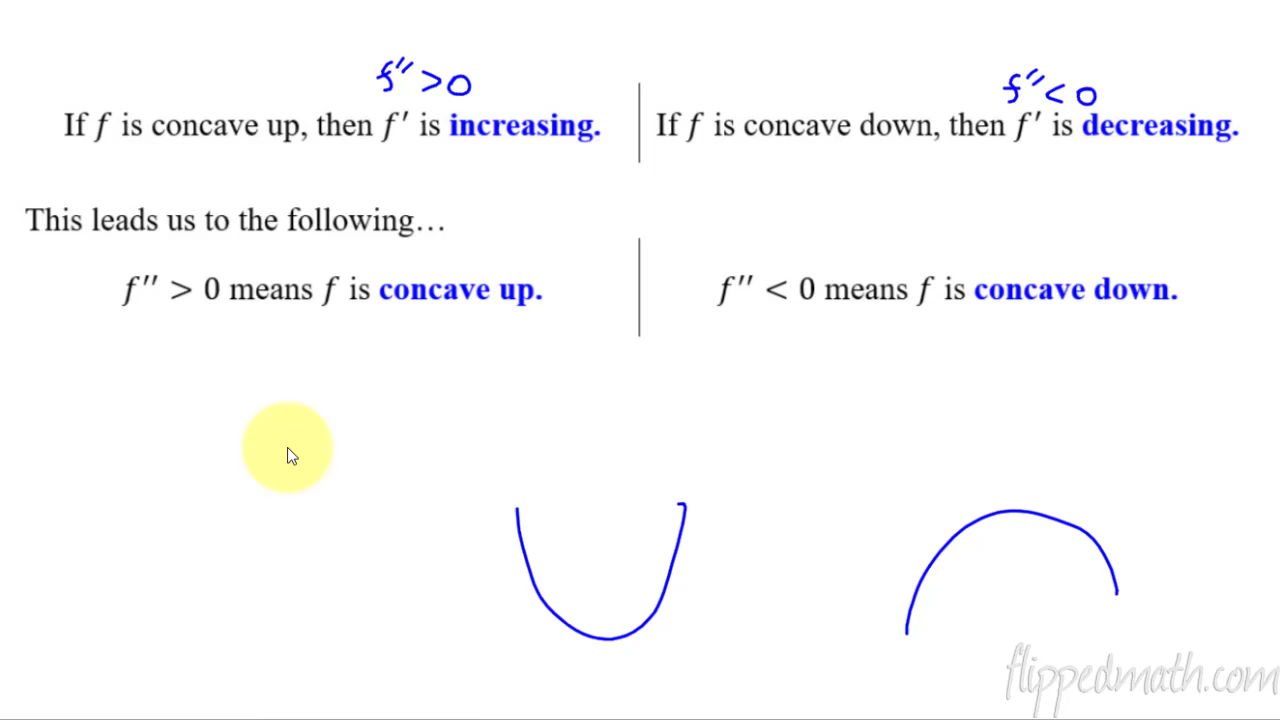 f″ > 0
If f is concave up, then f′ is increasing.
f″ < 0
If f is concave down, then f′ is decreasing.
This leads us to the following…
f″ > 0 means f is concave up.
f″ < 0 means f is concave down.
flippedmath.com